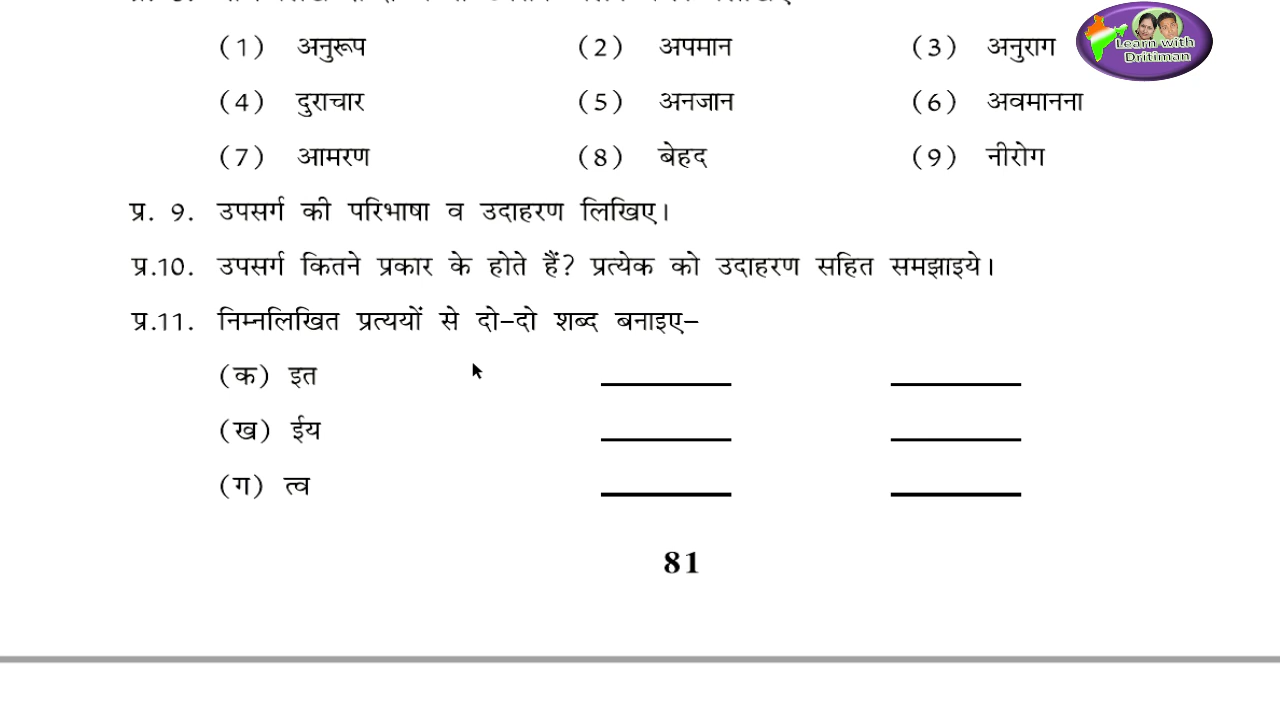 (1) अनुरूप (2) अपमान (3) अनुराग
Learn with
Dritiman
(4) दुराचार (5) अनजान (6) अवमानना
(7) आमरण (8) बेहद (9) नीरोग
प्र. 9. उपसर्ग की परिभाषा व उदाहरण लिखिए।
प्र.10. उपसर्ग कितने प्रकार के होते हैं? प्रत्येक को उदाहरण सहित समझाइये।
प्र.11. निम्नलिखित प्रत्ययों से दो-दो शब्द बनाइए-
(क) इत
(ख) ईय
(ग) त्व
81